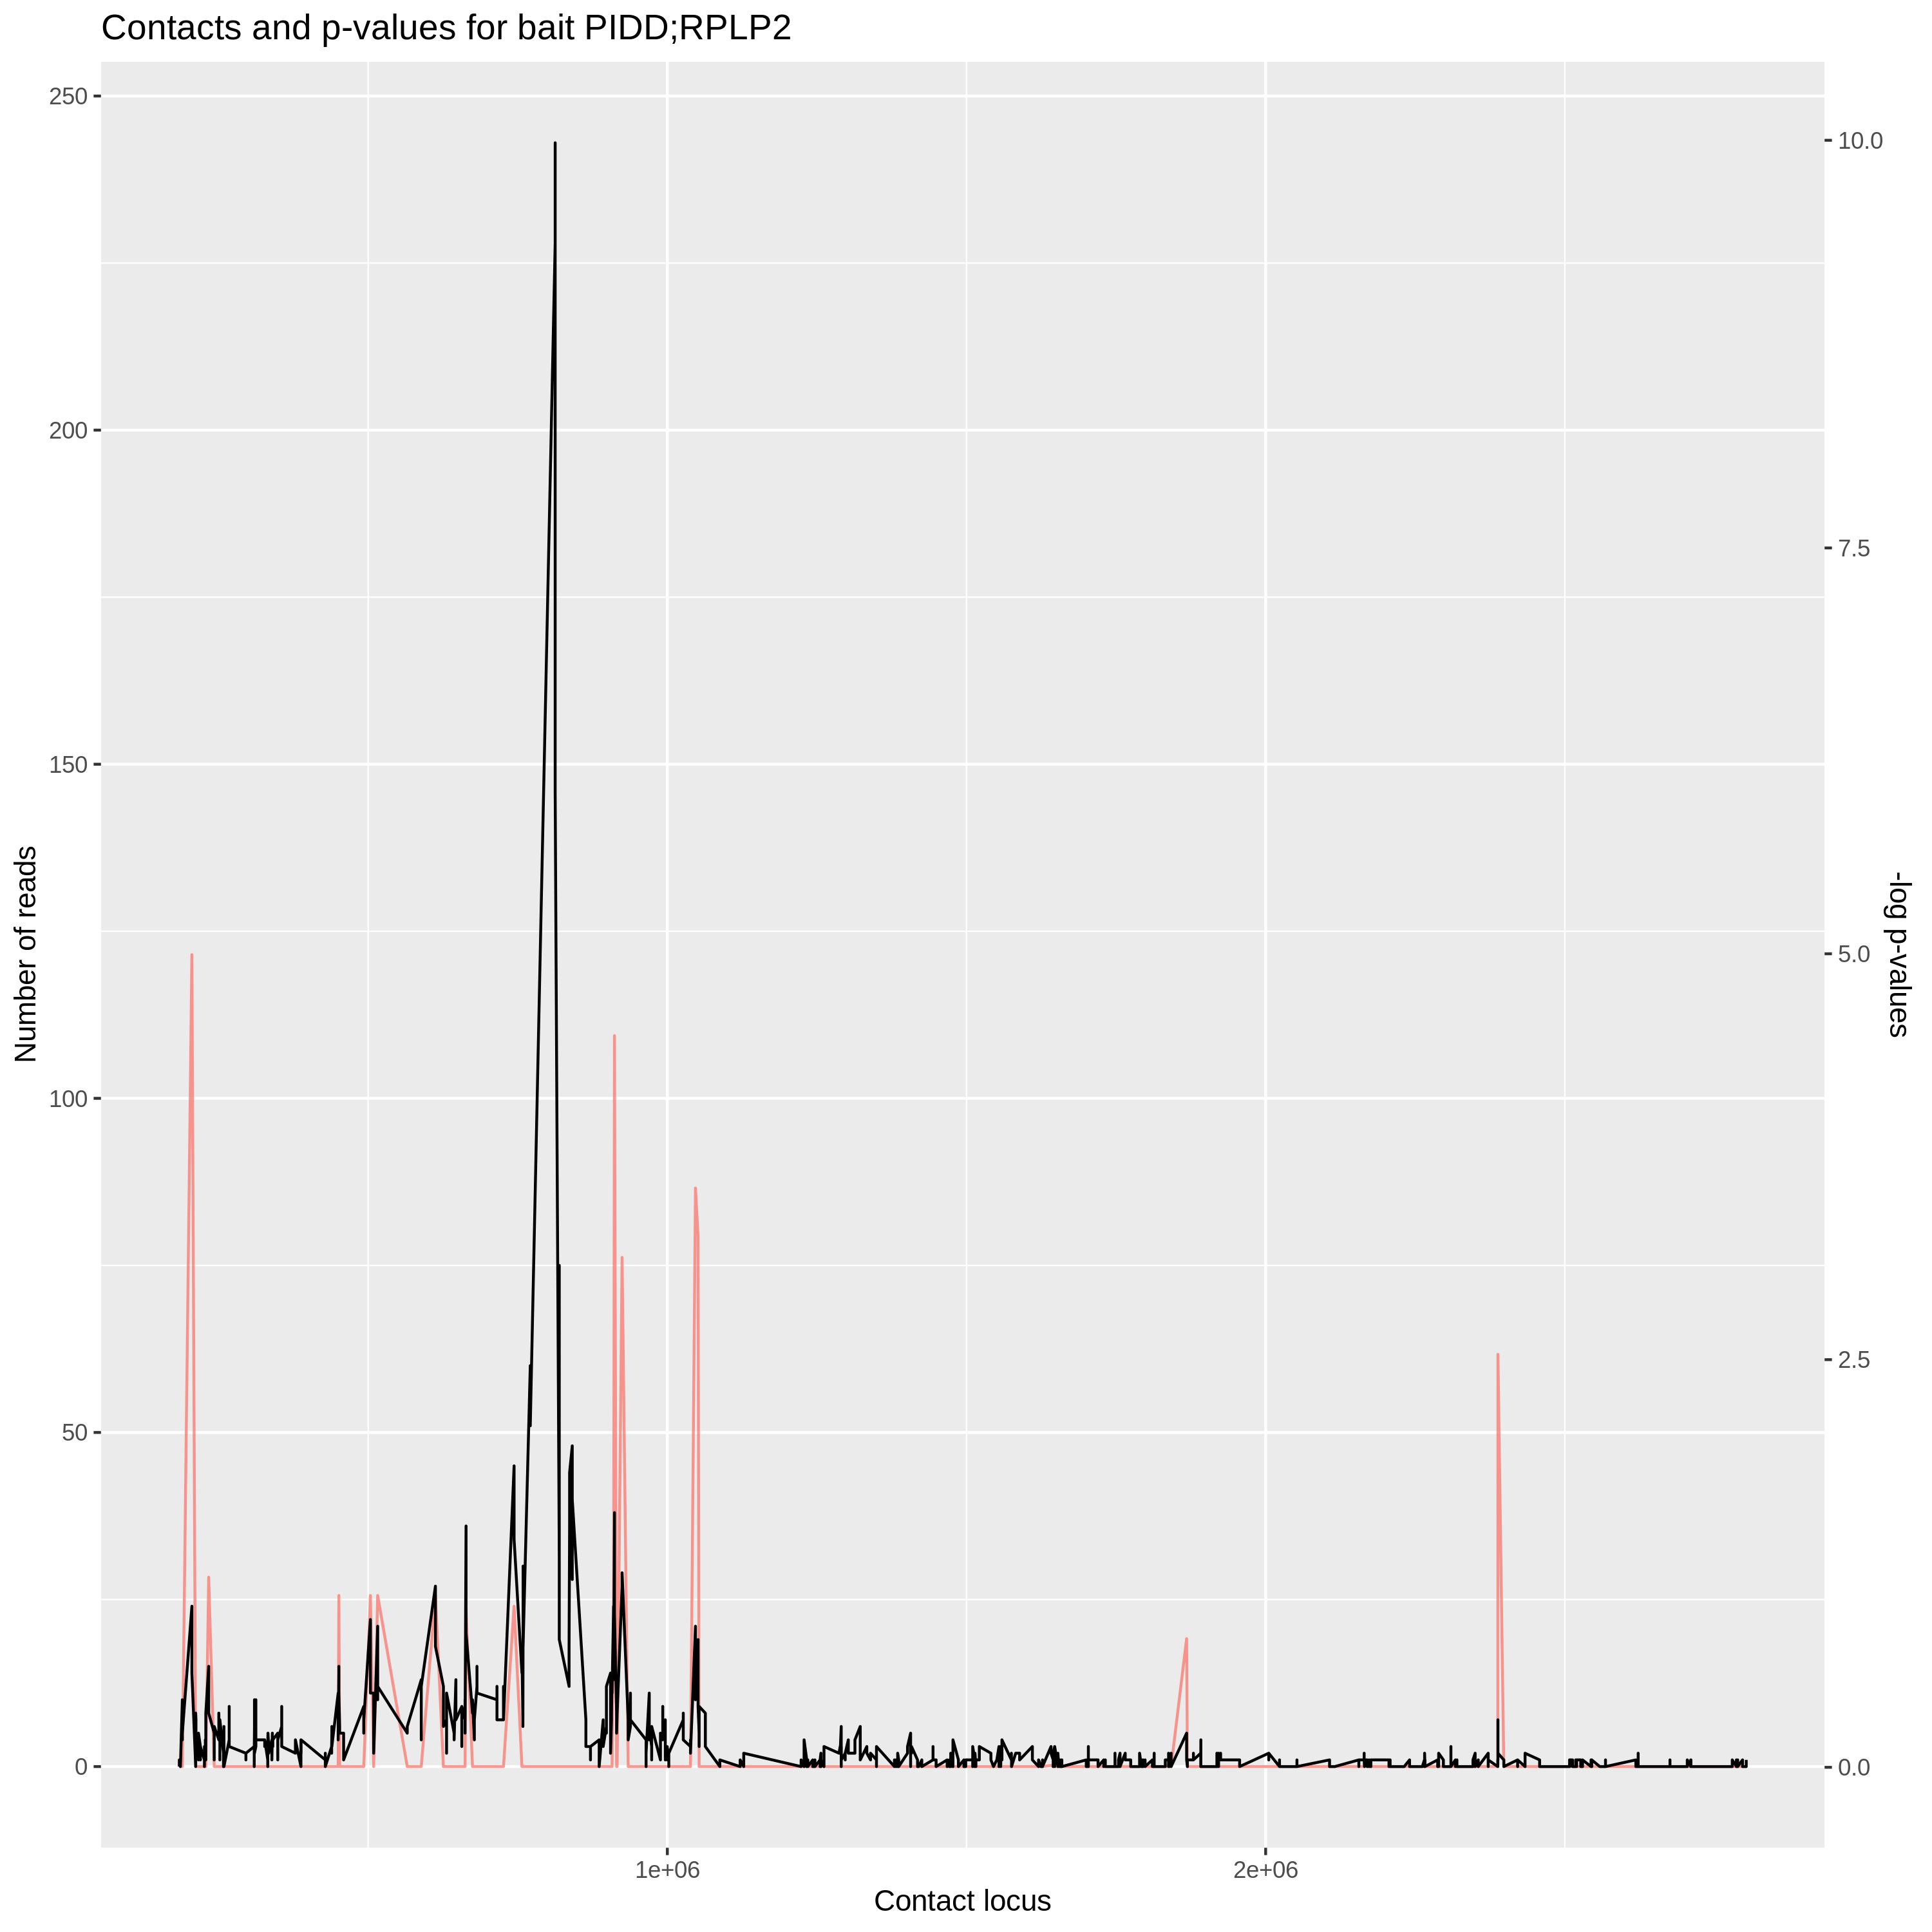 Contacts and p-values for bait PIDD;RPLP2
250
200
150
100
50
0
Number of reads
10.0
7.5
5.0
2.5
0.0
-log p-values
1e+06
2e+06
Contact locus